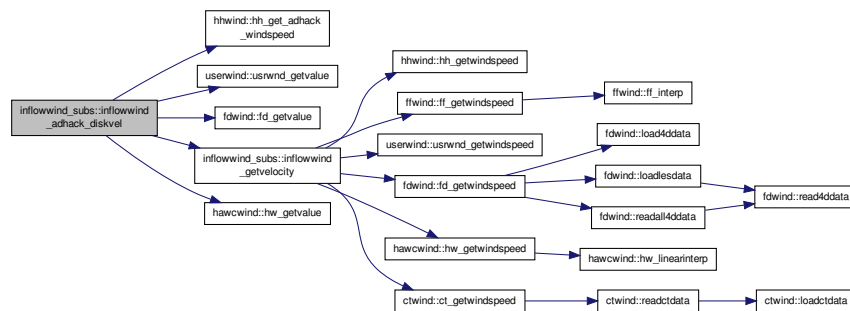 inflowwind_subs::inflowwind
_adhack_diskvel
hhwind::hh_get_adhack
_windspeed
userwind::usrwnd_getvalue
fdwind::fd_getvalue
inflowwind_subs::inflowwind
_getvelocity
hawcwind::hw_getvalue
hhwind::hh_getwindspeed
ffwind::ff_getwindspeed
userwind::usrwnd_getwindspeed
fdwind::fd_getwindspeed
hawcwind::hw_getwindspeed
ctwind::ct_getwindspeed
ffwind::ff_interp
fdwind::load4ddata
fdwind::loadlesdata
fdwind::readall4ddata
hawcwind::hw_linearinterp
ctwind::readctdata
fdwind::read4ddata
ctwind::loadctdata